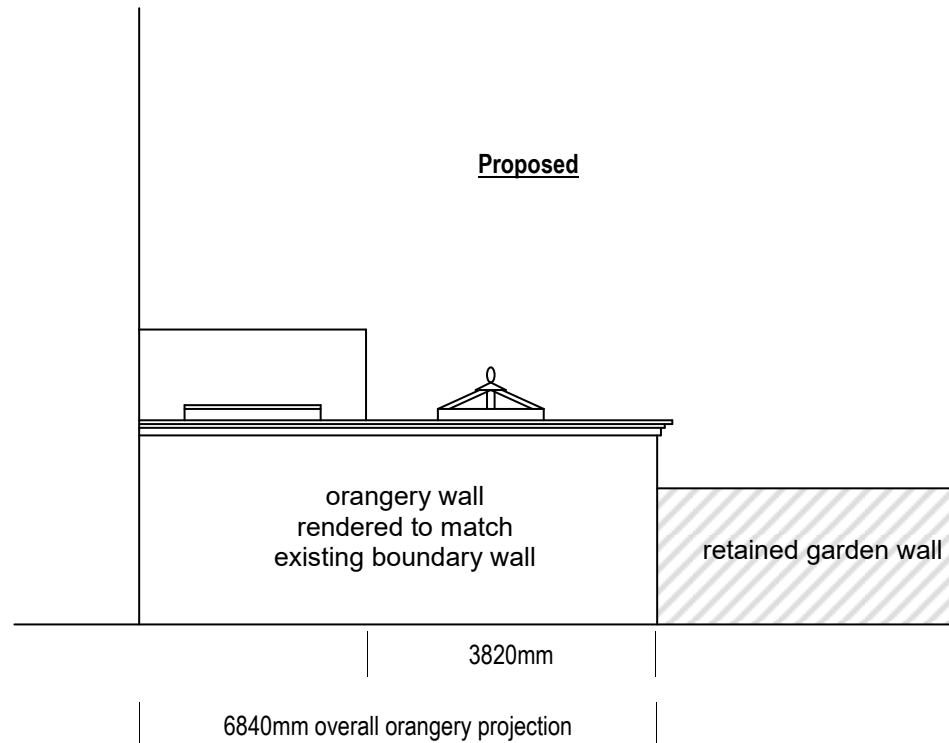 Proposed
orangery wall
rendered to match
existing boundary wall
retained garden wall
3820mm
6840mm overall orangery projection